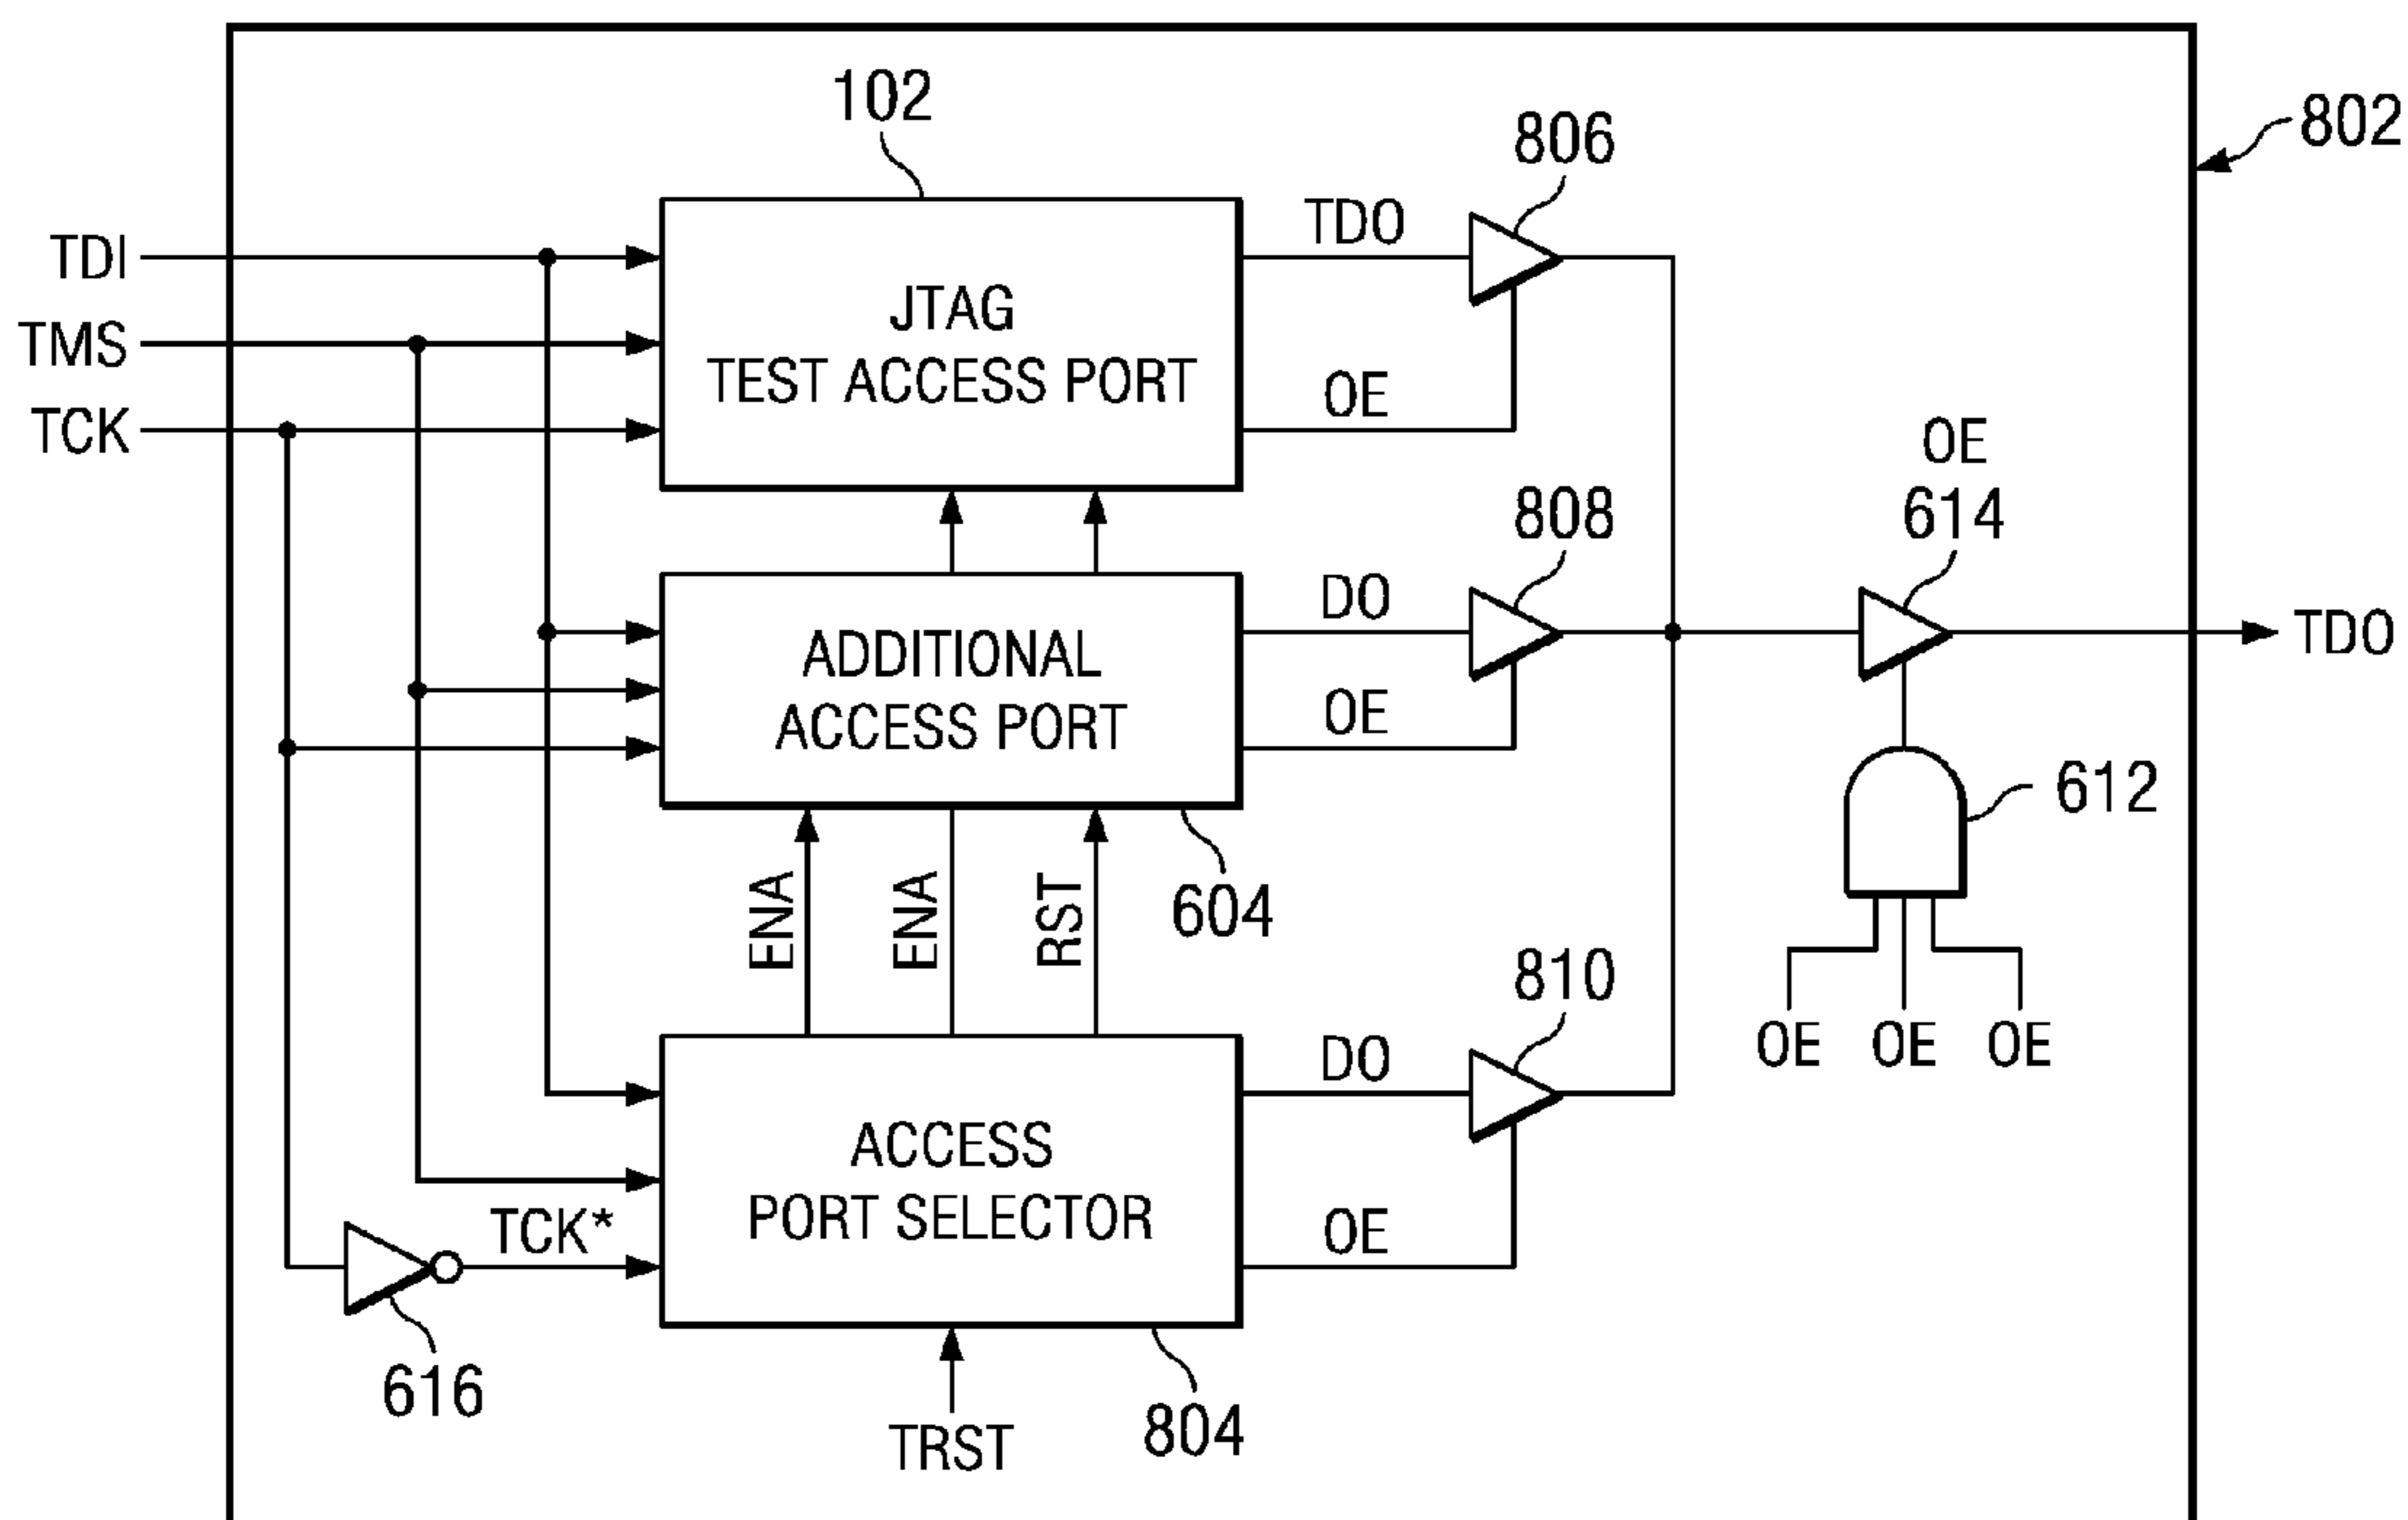 102
806
802
TDI
TDO
JTAG
TEST ACCESS PORT
TMS
TCK
OE
OE
614
808
DO
TDO
ADDITIONAL
ACCESS PORT
OE
612
ENA
ENA
RST
604
810
OE
OE
OE
DO
ACCESS
PORT SELECTOR
TCK*
OE
616
TRST
804